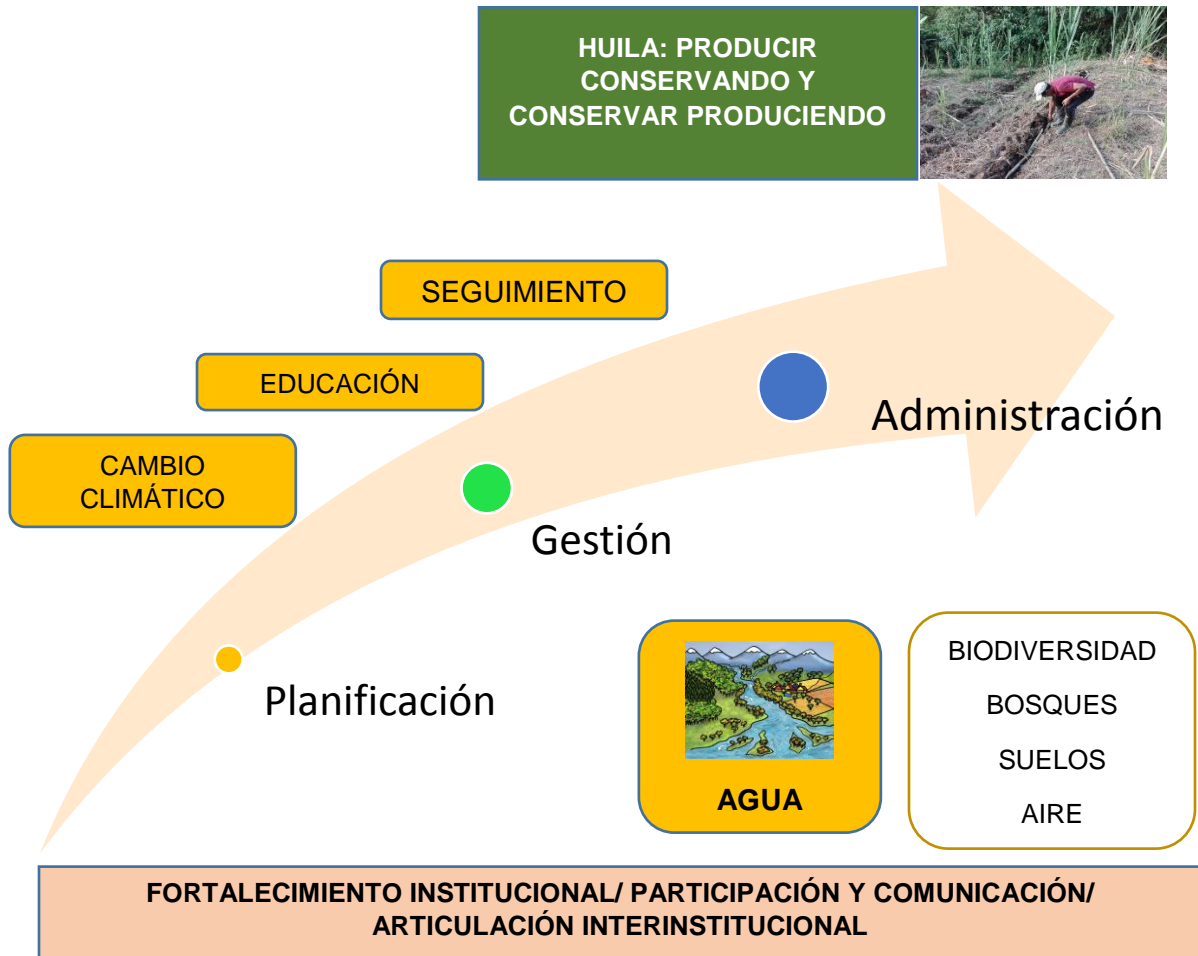 HUILA: PRODUCIR
CONSERVANDO Y
CONSERVAR PRODUCIENDO
SEGUIMIENTO
EDUCACIÓN
CAMBIO
CLIMÁTICO
Administración
Gestión
Planificación
AGUA
BIODIVERSIDAD
BOSQUES
SUELOS
AIRE
FORTALECIMIENTO INSTITUCIONAL/ PARTICIPACIÓN Y COMUNICACIÓN/
ARTICULACIÓN INTERINSTITUCIONAL